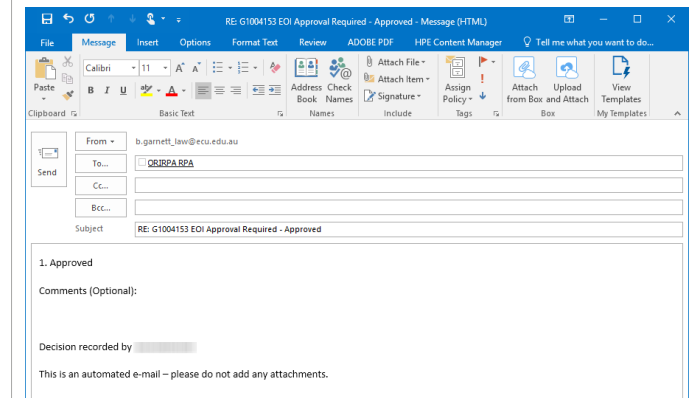 RE: G1004153 EOI Approval Required - Approved - Message (HTML)
File Message Insert Options Format Text Review ADOBE PDF HPE Content Manager Tell me what you want to do...
Paste
Calibri 11 A A
B I U ab A
Address Book
Check Names
Attach File
Attach Item
Signature
Assign Policy
Attach from Box
Upload and Attach
View Templates
Clipboard Basic Text Names Include Tags Box My Templates
Send
From b.garnett_law@ecu.edu.au
To... ORIRPA RPA
Cc...
Bcc...
Subject RE: G1004153 EOI Approval Required - Approved
1. Approved
Comments (Optional):
Decision recorded by
This is an automated e-mail – please do not add any attachments.